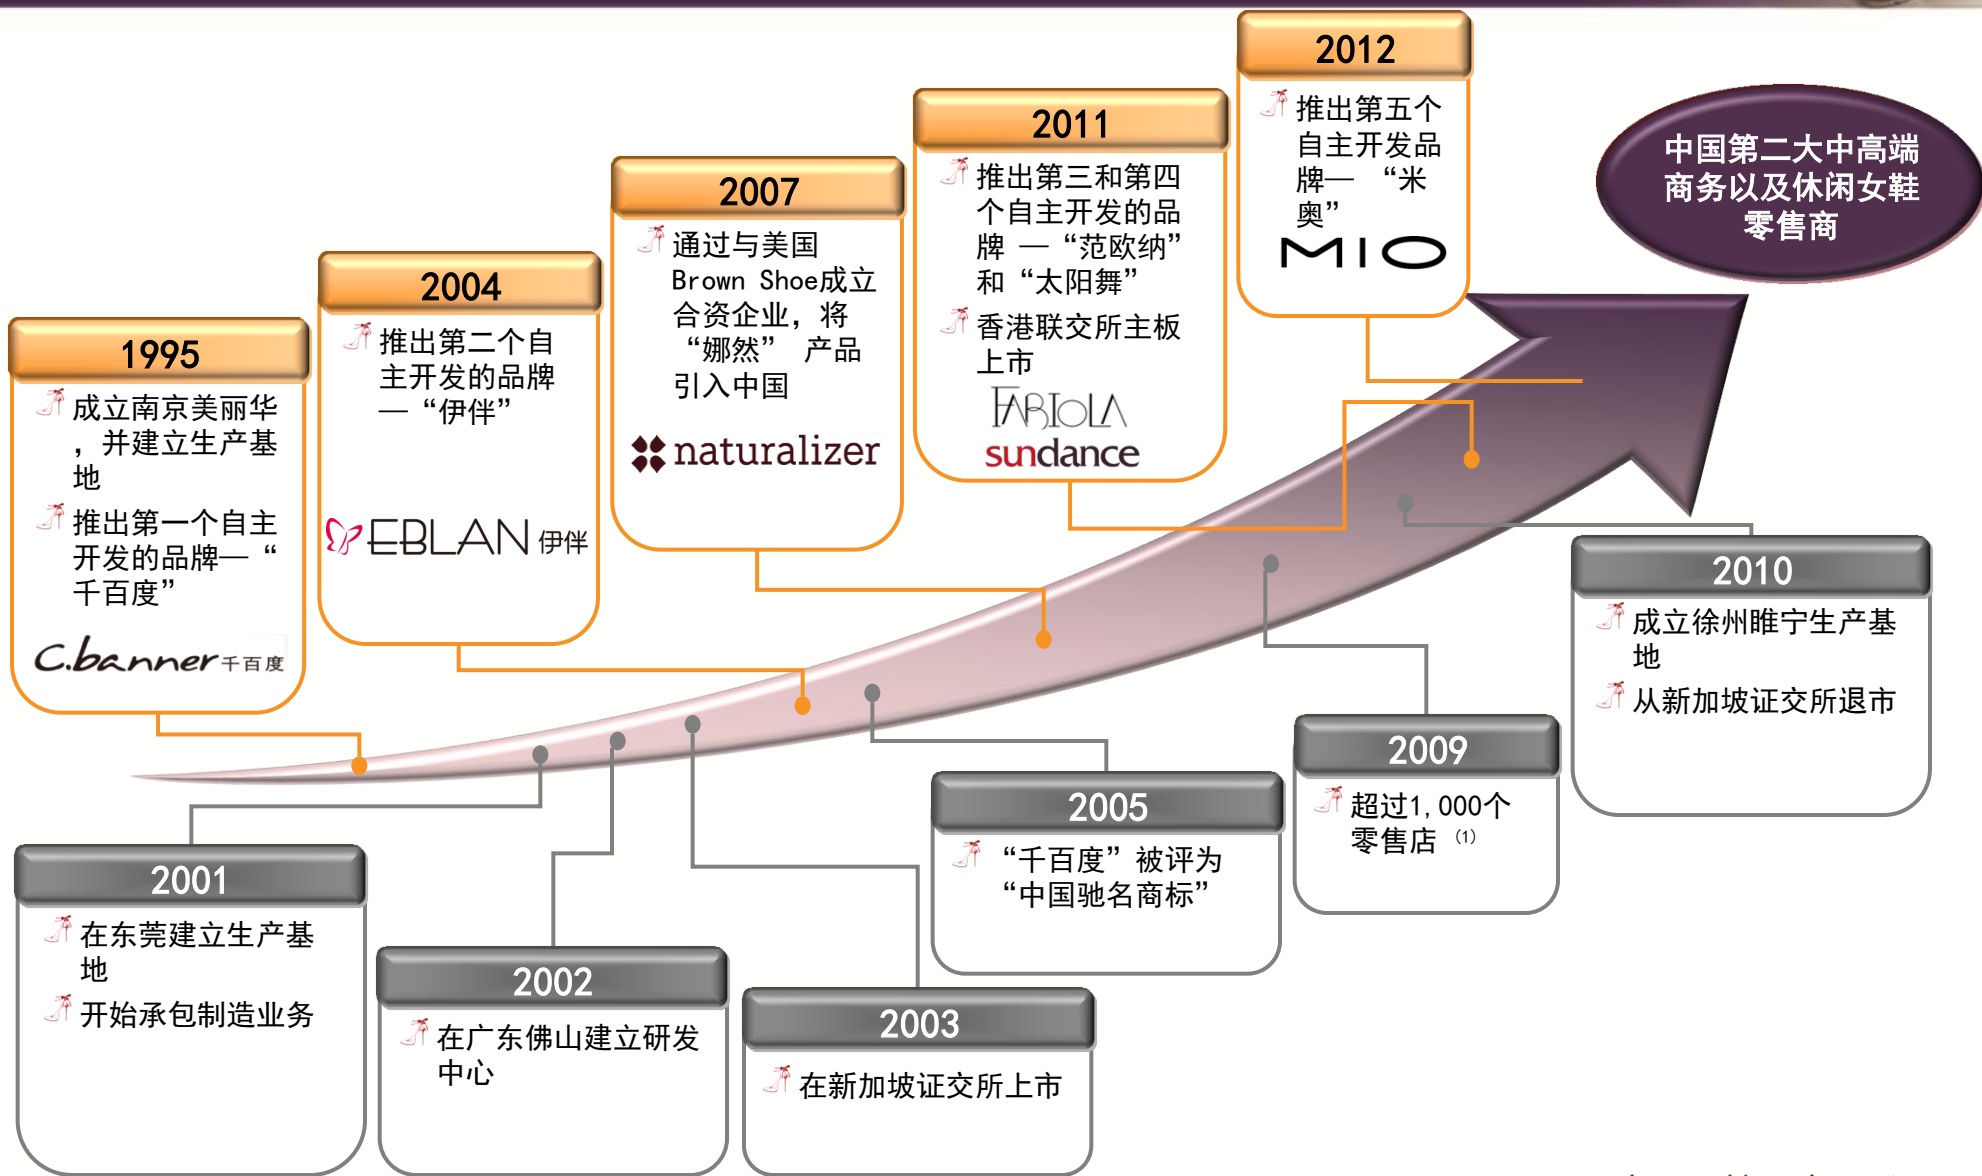 2012
推出第五个
自主开发品
牌— “米
奥”
MIO
中国第二大中高端
商务以及休闲女鞋
零售商
2011
推出第三和第四
个自主开发的品
牌 —“范欧纳”
和“太阳舞”
香港联交所主板
上市
FABIOLA
sundance
2007
通过与美国
Brown Shoe成立
合资企业, 将
“娜然” 产品
引入中国
naturalizer
2004
推出第二个自
主开发的品牌
—“伊伴”
EBLAN 伊伴
1995
成立南京美丽华
, 并建立生产基
地
推出第一个自主
开发的品牌—“
千百度”
C.banner千百度
2010
成立徐州睢宁生产基
地
从新加坡证交所退市
2009
超过1,000个
零售店 (1)
2005
“千百度”被评为
“中国驰名商标”
2001
在东莞建立生产基
地
开始承包制造业务
2002
在广东佛山建立研发
中心
2003
在新加坡证交所上市